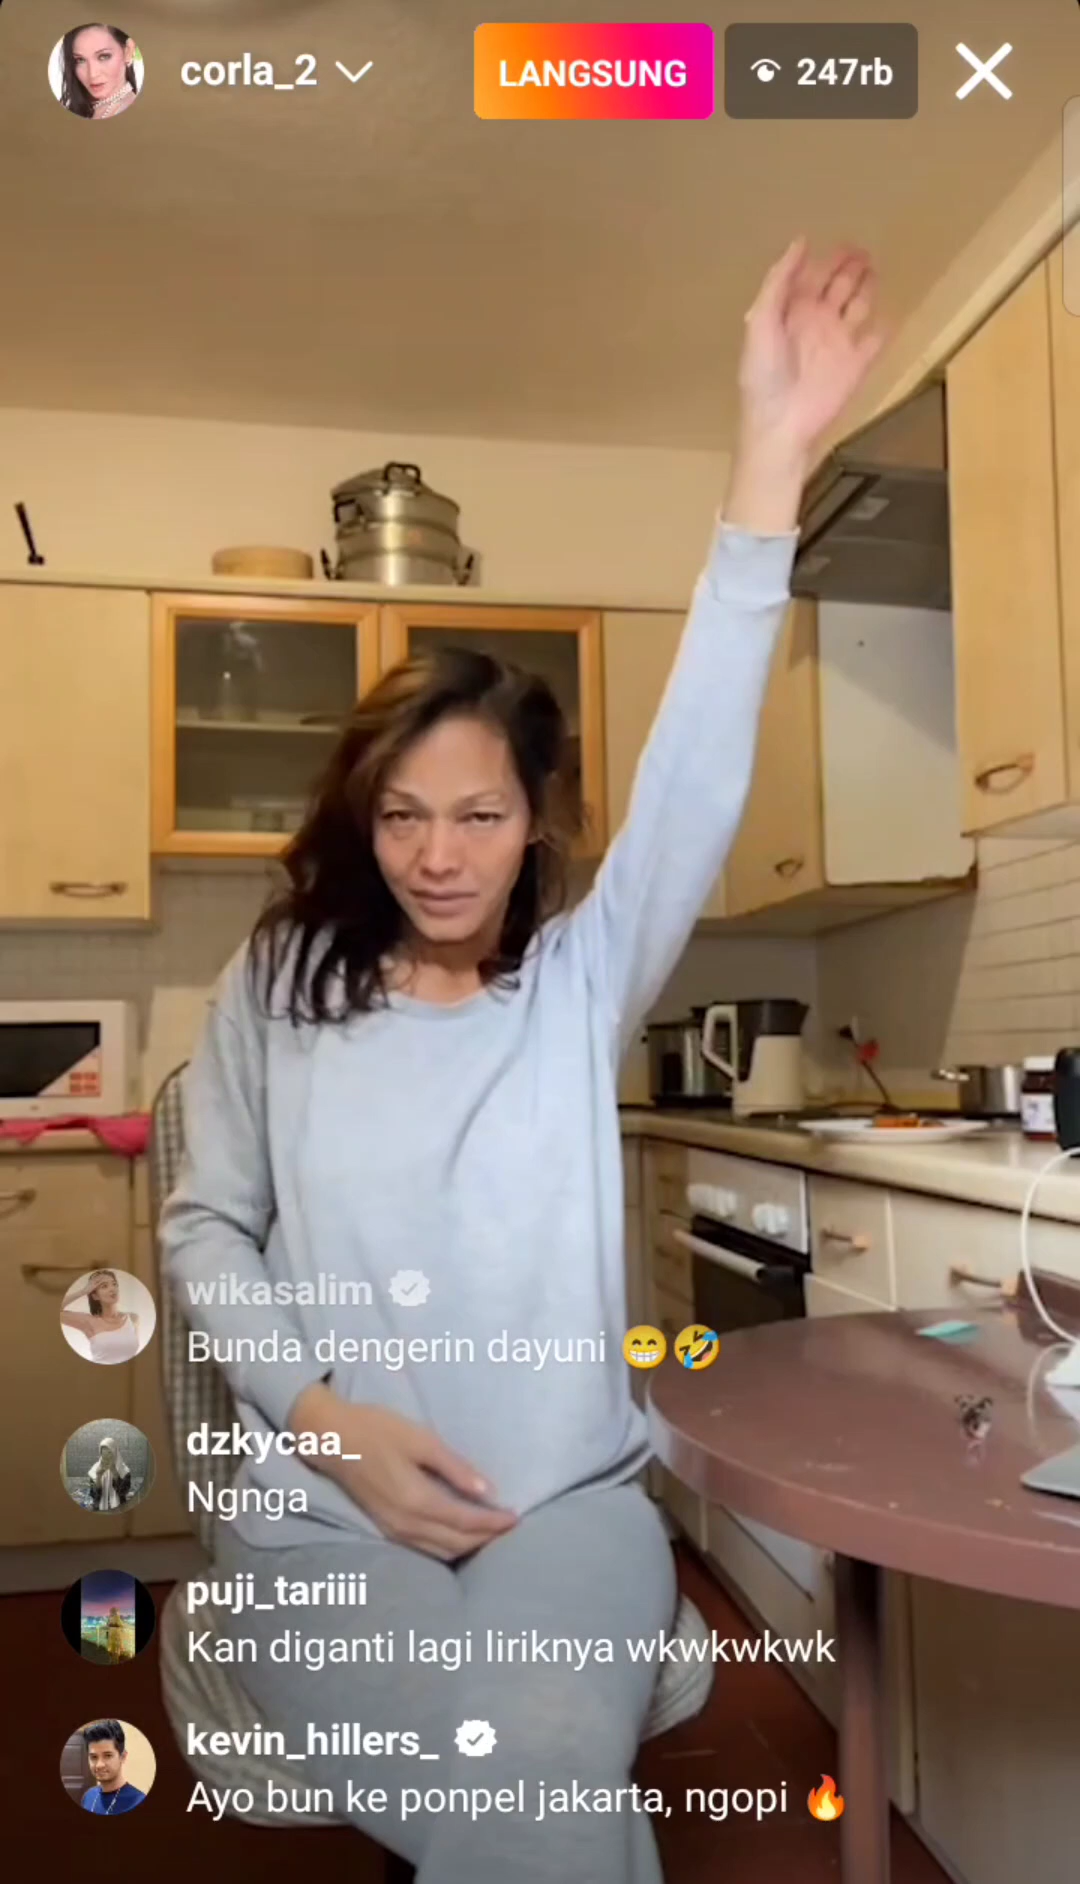 corla_2
LANGSUNG
247rb
wikasalim
Bunda dengerin dayuni 😁🤣
dzkycaa_
Ngnga
puji_tariiii
Kan diganti lagi liriknya wkwkwkwk
kevin_hillers_
Ayo bun ke ponpel jakarta, ngopi 🔥